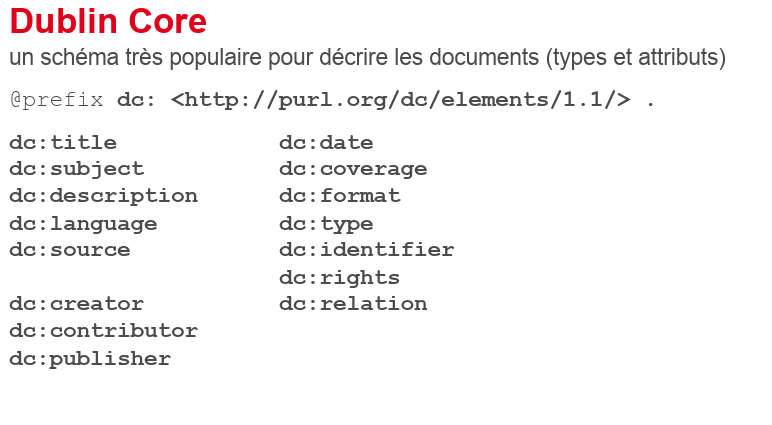 Dublin Core
un schéma très populaire pour décrire les documents (types et attributs)
@prefix dc: <http://purl.org/dc/elements/1.1/> .
dc:title
dc:subject
dc:description
dc:language
dc:source
dc:creator
dc:contributor
dc:publisher
dc:date
dc:coverage
dc:format
dc:type
dc:identifier
dc:rights
dc:relation